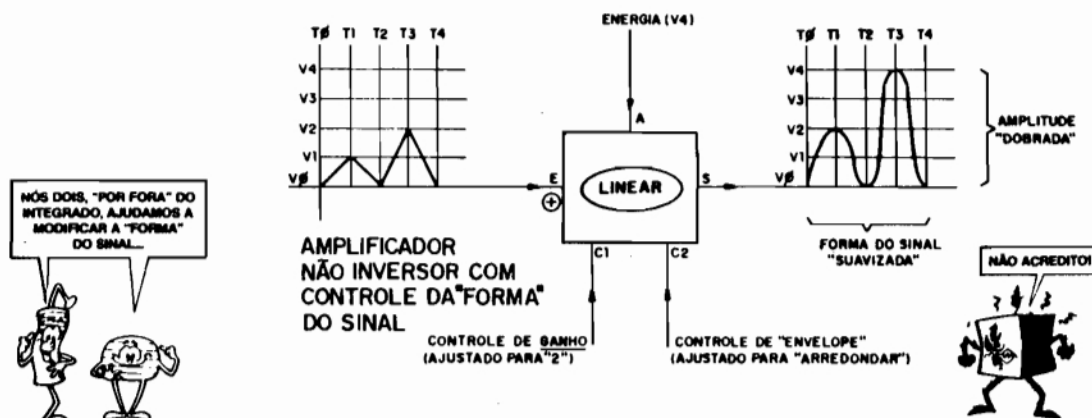 ENERGIA (V4)
TØ T1 T2 T3 T4
V4
V3
V2
V1
VØ
A
E
LINEAR
S
C1 C2
TØ T1 T2 T3 T4
V4
V3
V2
V1
VØ
AMPLITUDE
"DOBRADA"
FORMA DO SINAL
"SUAVIZADA"
NÓS DOIS, "POR FORA" DO
INTEGRADO, AJUDAMOS A
MODIFICAR A "FORMA"
DO SINAL...
AMPLIFICADOR
NÃO INVERSOR COM
CONTROLE DA "FORMA"
DO SINAL
CONTROLE DE GANHO
(AJUSTADO PARA "2")
CONTROLE DE "ENVELOPE"
(AJUSTADO PARA "ARREDONDAR")
NÃO ACREDITO!